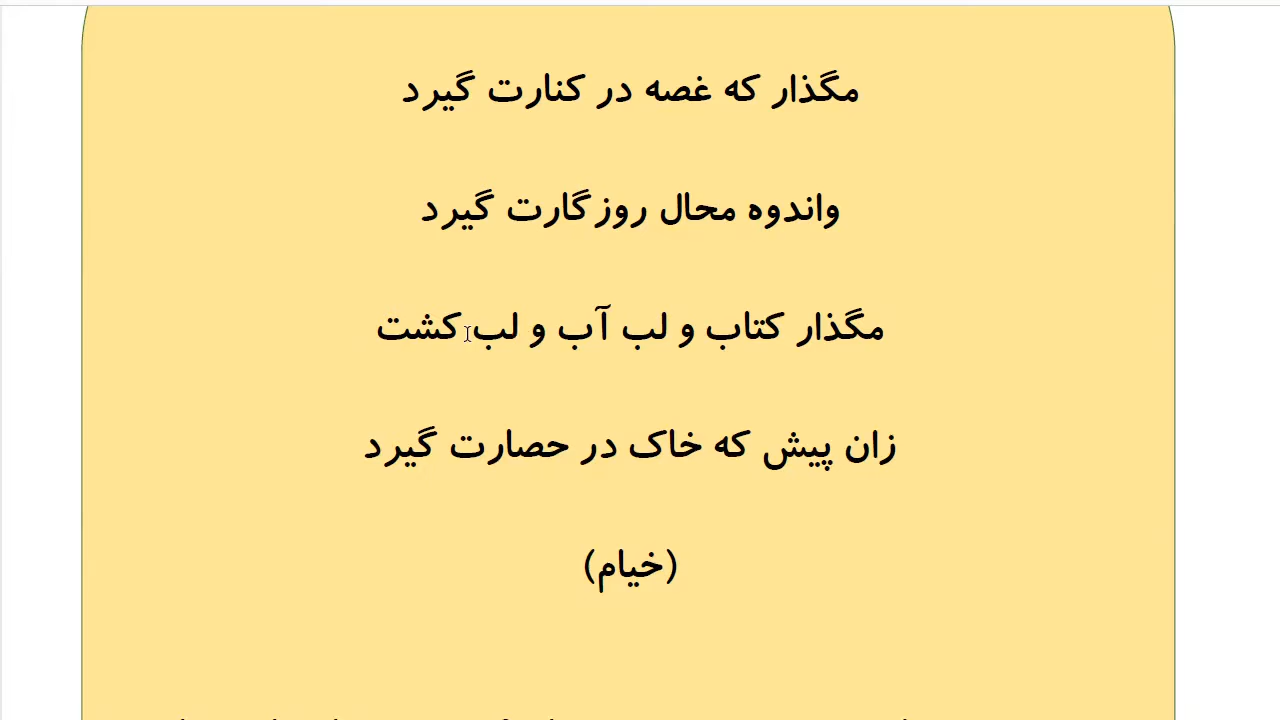 مگذار که غصه در کنارت گیرد
واندوه محال روزگارت گیرد
مگذار کتاب و لب آب و لب کشت
زان پیش که خاک در حصارت گیرد
(خیام)